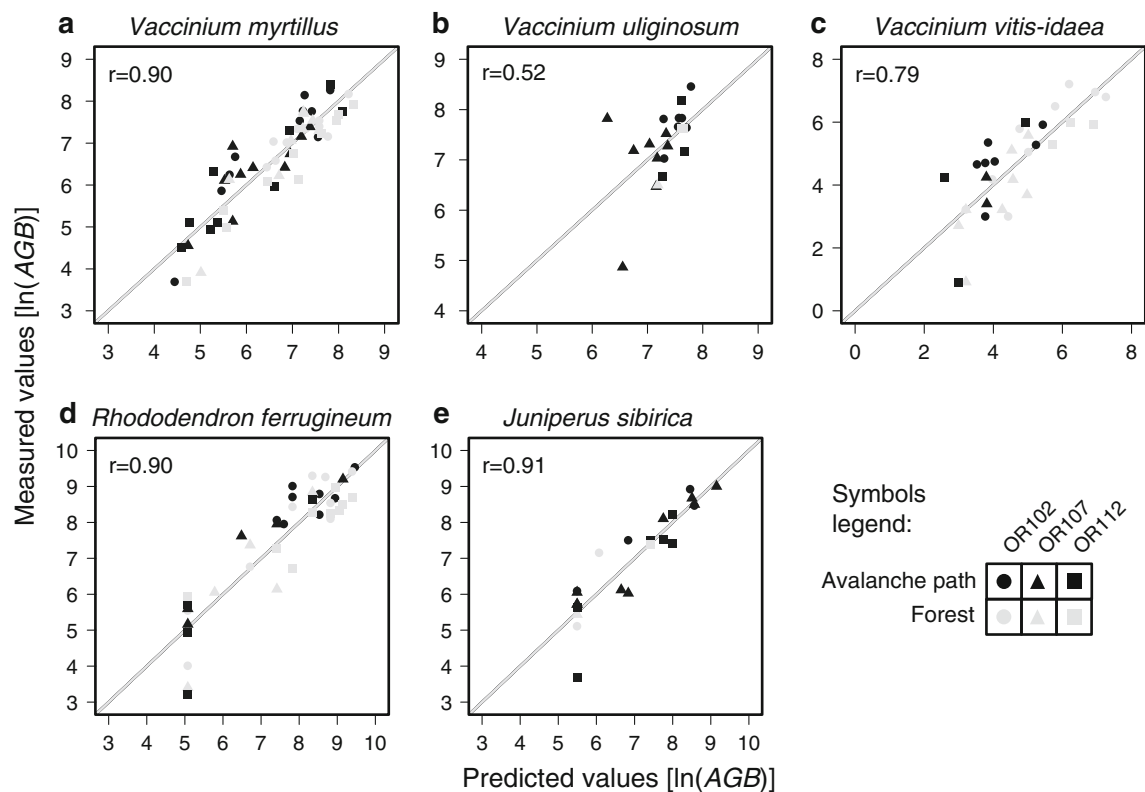 a Vaccinium myrtillus
b Vaccinium uliginosum
c Vaccinium vitis-idaea
r=0.90
r=0.52
r=0.79
9
8
7
6
5
4
3
3 4 5 6 7 8 9
9
8
7
6
5
4
4 5 6 7 8 9
8
6
4
2
0
0 2 4 6 8
Measured values [ln(AGB)]
d Rhododendron ferrugineum
e Juniperus sibirica
r=0.90
r=0.91
10
9
8
7
6
5
4
3
3 4 5 6 7 8 9 10
10
9
8
7
6
5
4
3
3 4 5 6 7 8 9 10
Predicted values [ln(AGB)]
Symbols
legend:
OR102 OR107 OR112
Avalanche path
Forest